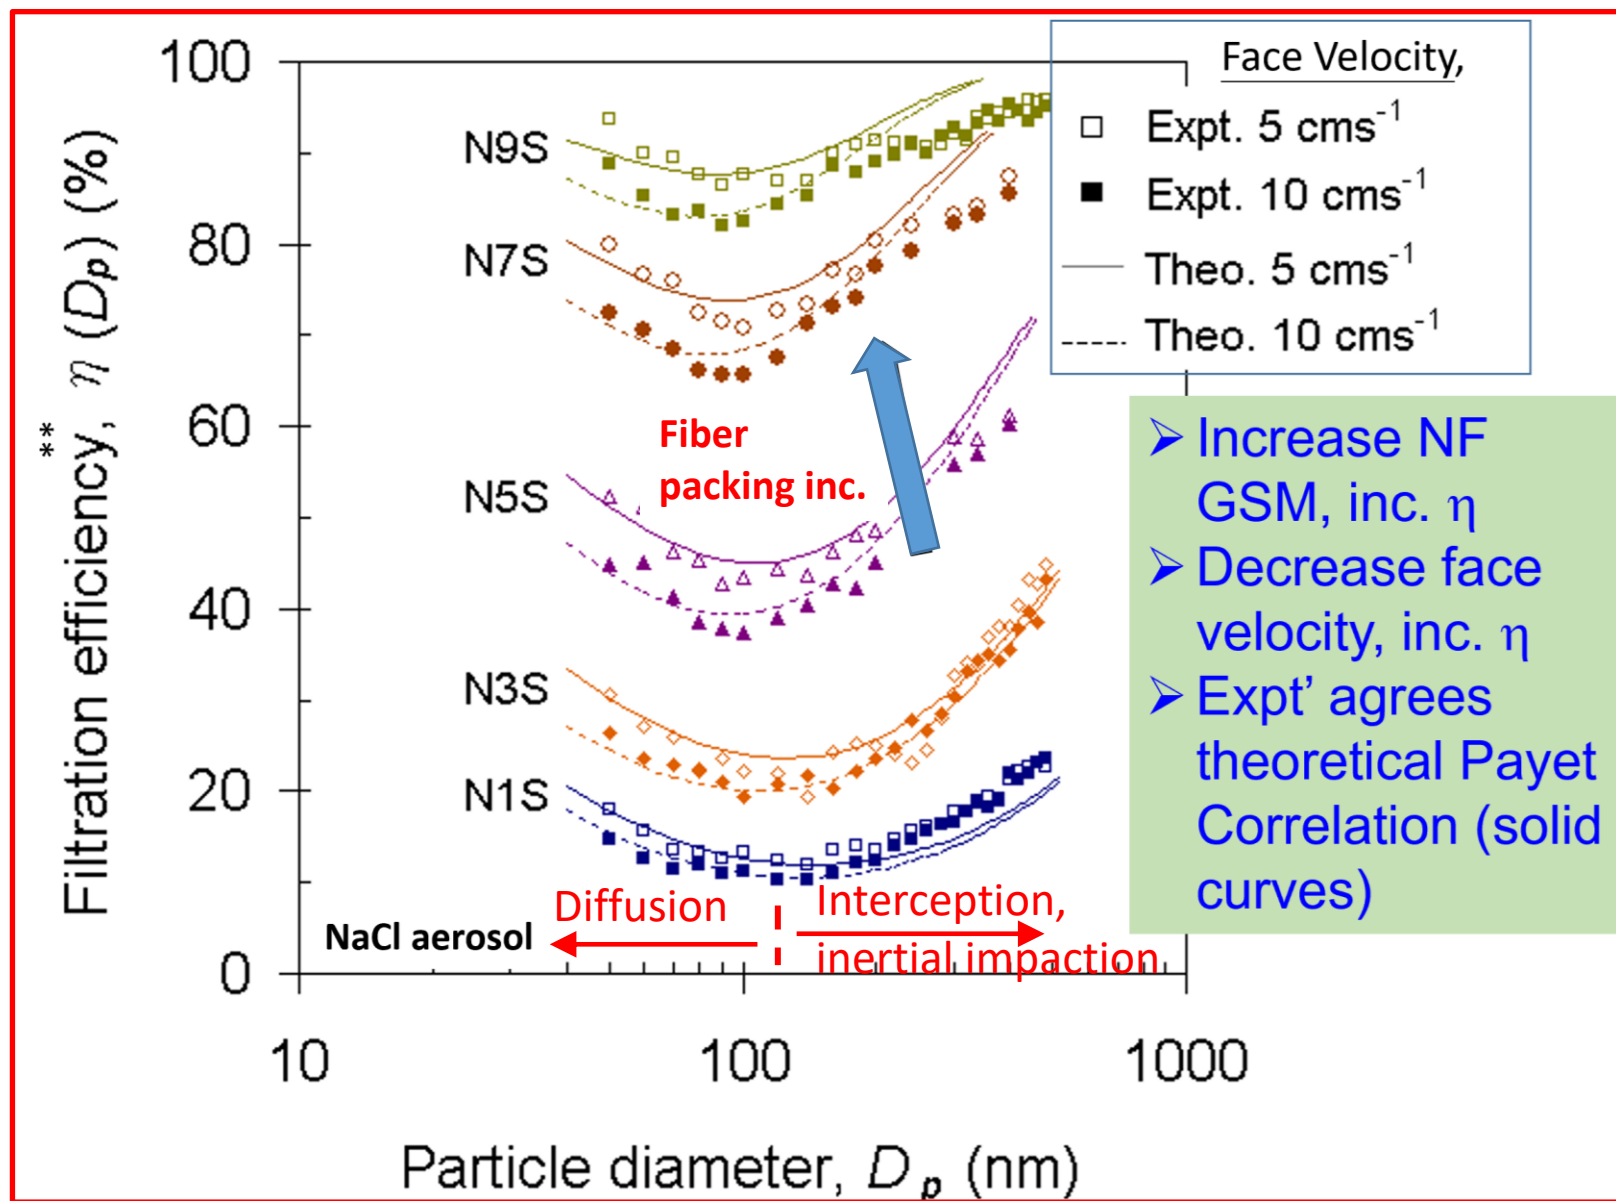 Filtration efficiency,** η (Dp) (%)
100
80
60
40
20
0
N9S
N7S
N5S
N3S
N1S
Face Velocity,
Expt. 5 cms⁻¹
Expt. 10 cms⁻¹
Theo. 5 cms⁻¹
Theo. 10 cms⁻¹
Fiber
packing inc.
➢ Increase NF
GSM, inc. η
➢ Decrease face
velocity, inc. η
➢ Expt' agrees
theoretical Payet
Correlation (solid
curves)
NaCl aerosol
Diffusion
Interception,
inertial impaction
10
100
1000
Particle diameter, Dp (nm)